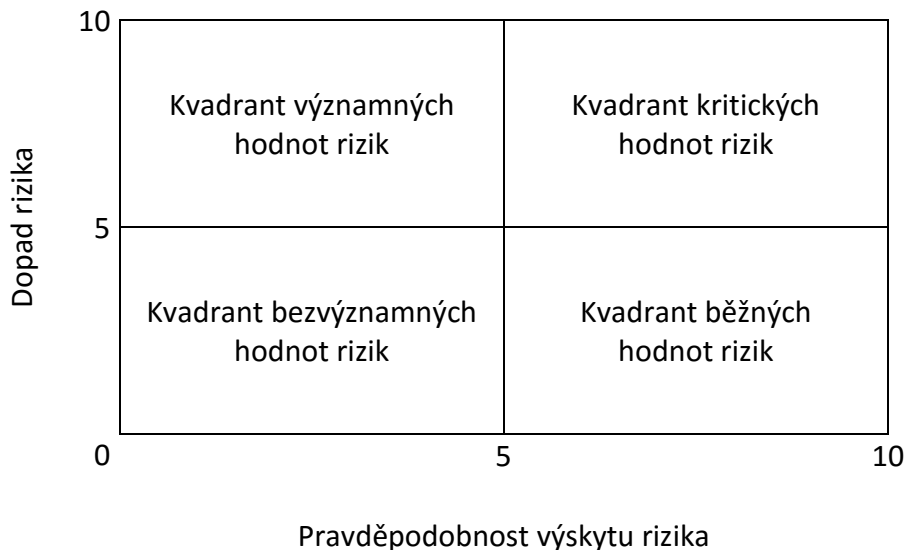 10
Kvadrant významných
hodnot rizik
Kvadrant kritických
hodnot rizik
Dopad rizika
5
Kvadrant bezvýznamných
hodnot rizik
Kvadrant běžných
hodnot rizik
0
5
10
Pravděpodobnost výskytu rizika